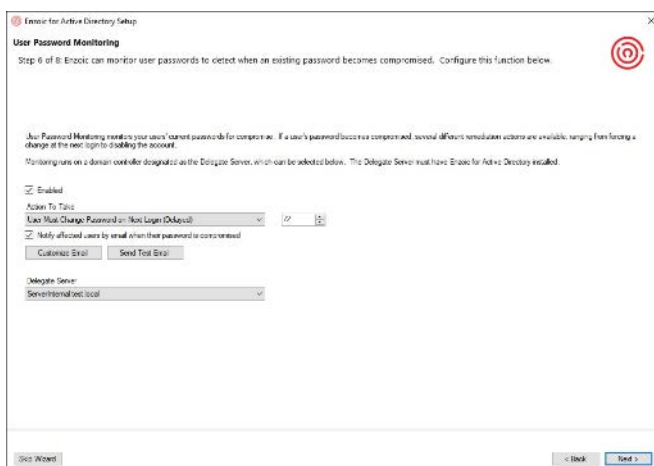 Enzoic for Active Directory Setup
User Password Monitoring
Step 6 of 8: Enzoic can monitor user passwords to detect when an existing password becomes compromised. Configure this function below.
User Password Monitoring monitors your users' current passwords for compromise. If a user's password becomes compromised, several different remediation actions are available, ranging from forcing a
change at the next login to disabling the account.
Monitoring runs on a domain controller designated as the Delegate Server, which can be selected below. The Delegate Server must have Enzoic for Active Directory installed.
Enabled
Action To Take
User Must Change Password on Next Login (Delayed)
Notify affected users by email when their password is compromised
Customize Email Send Test Email
Delegate Server
Skip Wizard < Back Next >